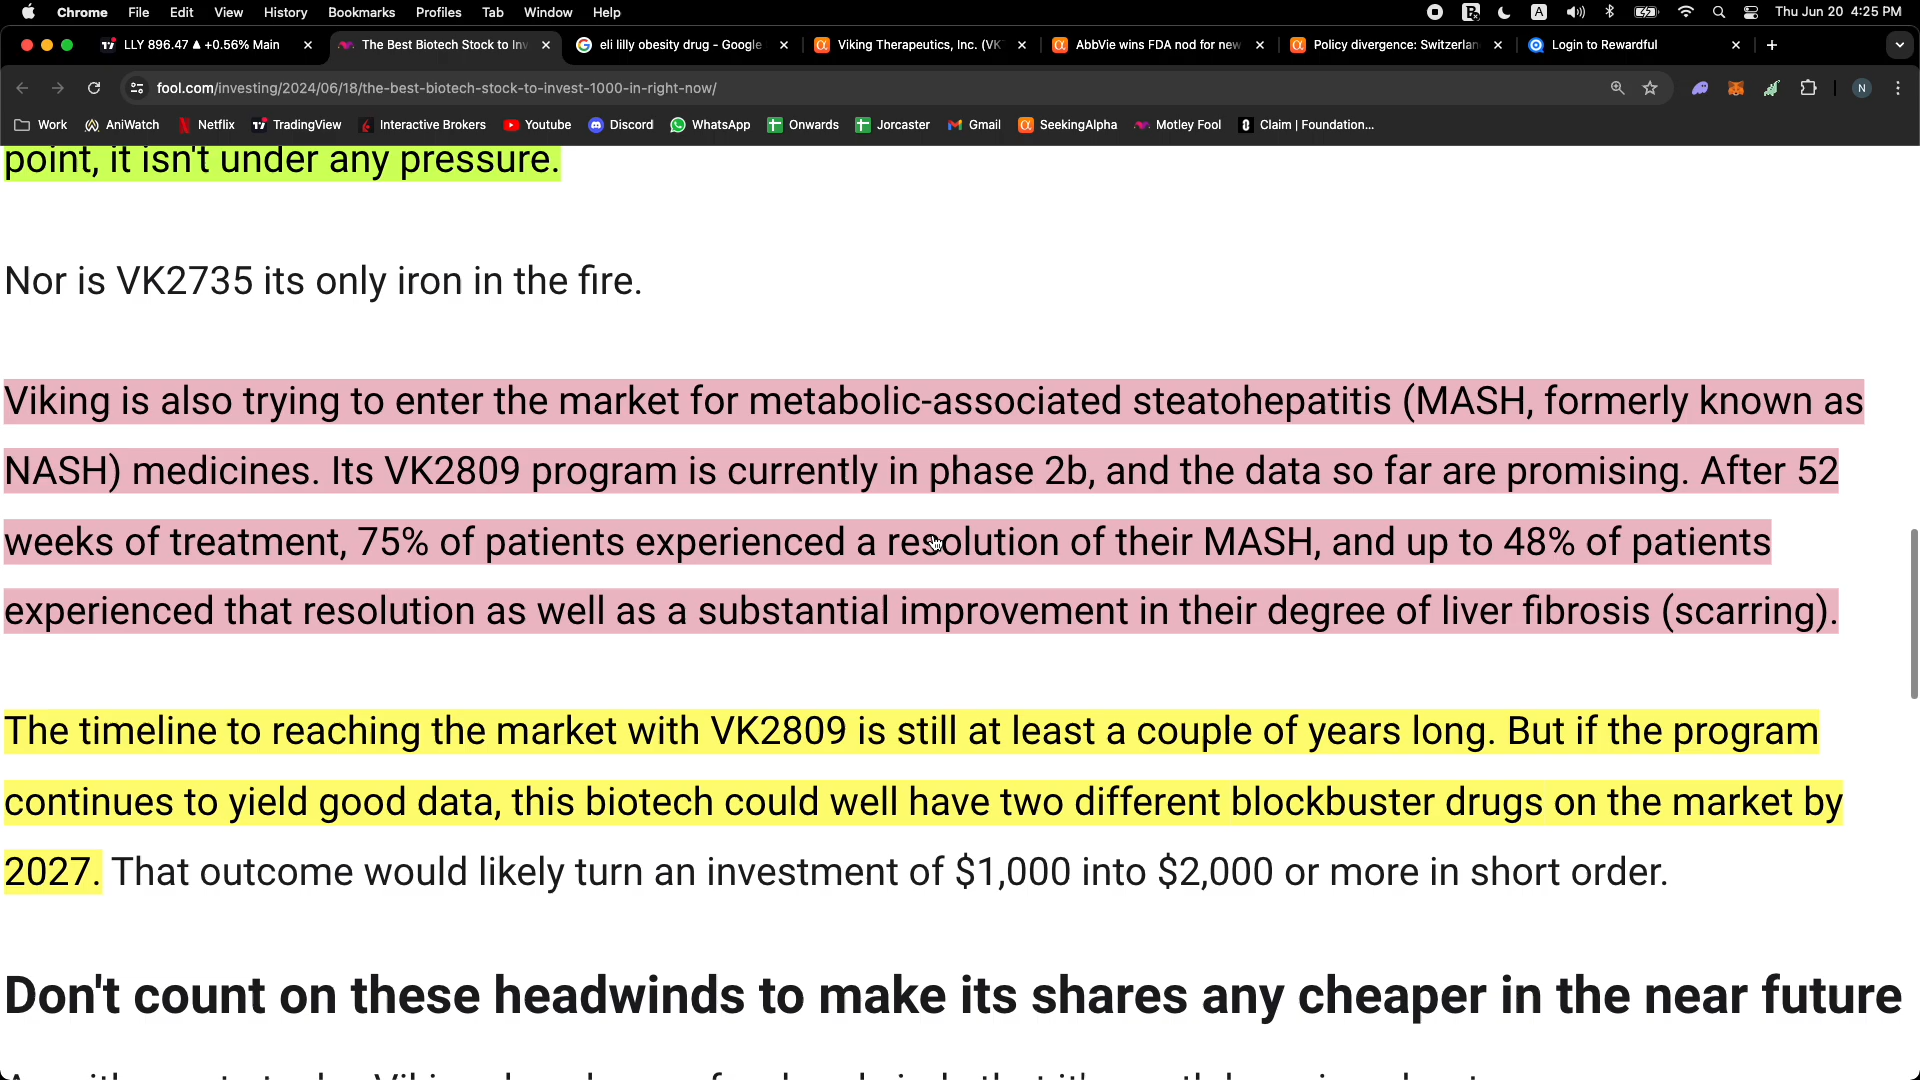 Chrome File Edit View History Bookmarks Profiles Tab Window Help A Thu Jun 20 4:25 PM
LLY 896.47 ▲ +0.56% Main The Best Biotech Stock to Inv eli lilly obesity drug - Google Viking Therapeutics, Inc. (VK AbbVie wins FDA nod for new Policy divergence: Switzerlan Login to Rewardful
fool.com/investing/2024/06/18/the-best-biotech-stock-to-invest-1000-in-right-now/ N
Work AniWatch Netflix TradingView Interactive Brokers Youtube Discord WhatsApp Onwards Jorcaster Gmail SeekingAlpha Motley Fool Claim | Foundation...
point, it isn't under any pressure.
Nor is VK2735 its only iron in the fire.
Viking is also trying to enter the market for metabolic-associated steatohepatitis (MASH, formerly known as
NASH) medicines. Its VK2809 program is currently in phase 2b, and the data so far are promising. After 52
weeks of treatment, 75% of patients experienced a resolution of their MASH, and up to 48% of patients
experienced that resolution as well as a substantial improvement in their degree of liver fibrosis (scarring).
The timeline to reaching the market with VK2809 is still at least a couple of years long. But if the program
continues to yield good data, this biotech could well have two different blockbuster drugs on the market by
2027. That outcome would likely turn an investment of $1,000 into $2,000 or more in short order.
Don't count on these headwinds to make its shares any cheaper in the near future